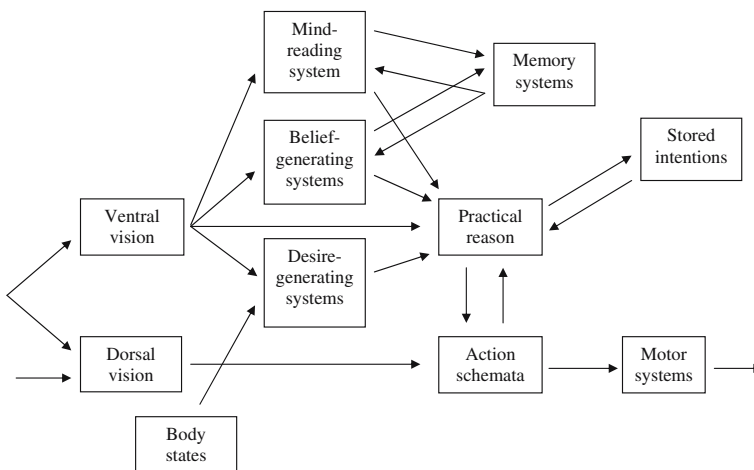 Mind-
reading
system
Memory
systems
Belief-
generating
systems
Stored
intentions
Ventral
vision
Practical
reason
Desire-
generating
systems
Dorsal
vision
Action
schemata
Motor
systems
Body
states